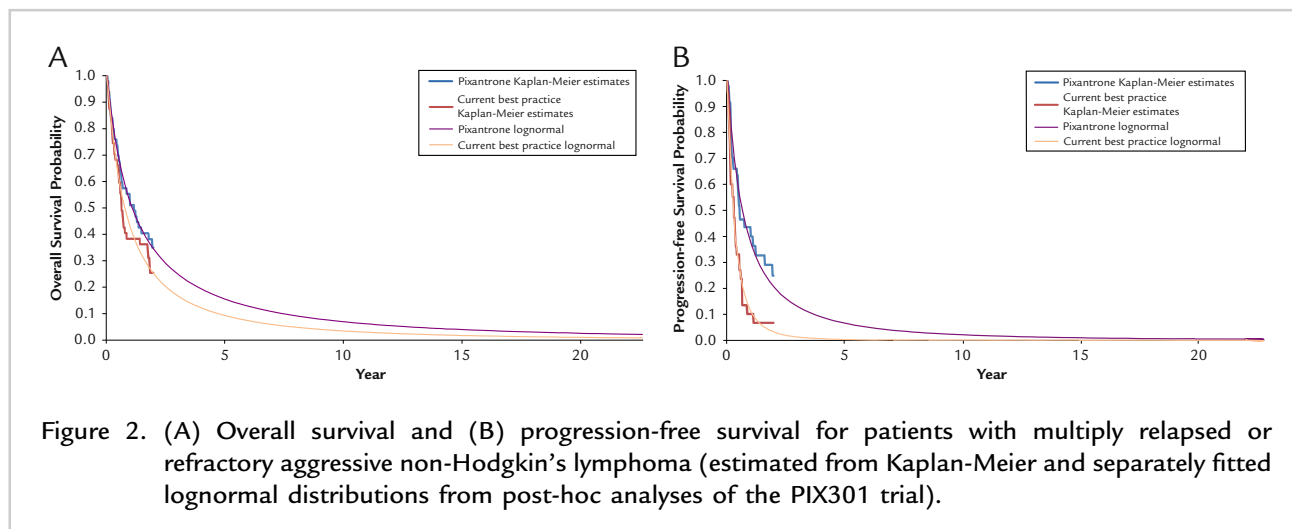 A
Overall Survival Probability
1.0
0.9
0.8
0.7
0.6
0.5
0.4
0.3
0.2
0.1
0.0
0 5 10 15 20
Year
Pixantrone Kaplan-Meier estimates
Current best practice
Kaplan-Meier estimates
Pixantrone lognormal
Current best practice lognormal
B
Progression-free Survival Probability
1.0
0.9
0.8
0.7
0.6
0.5
0.4
0.3
0.2
0.1
0.0
0 5 10 15 20
Year
Pixantrone Kaplan-Meier estimates
Current best practice
Kaplan-Meier estimates
Pixantrone lognormal
Current best practice lognormal
Figure 2. (A) Overall survival and (B) progression-free survival for patients with multiply relapsed or
refractory aggressive non-Hodgkin's lymphoma (estimated from Kaplan-Meier and separately fitted
lognormal distributions from post-hoc analyses of the PIX301 trial).